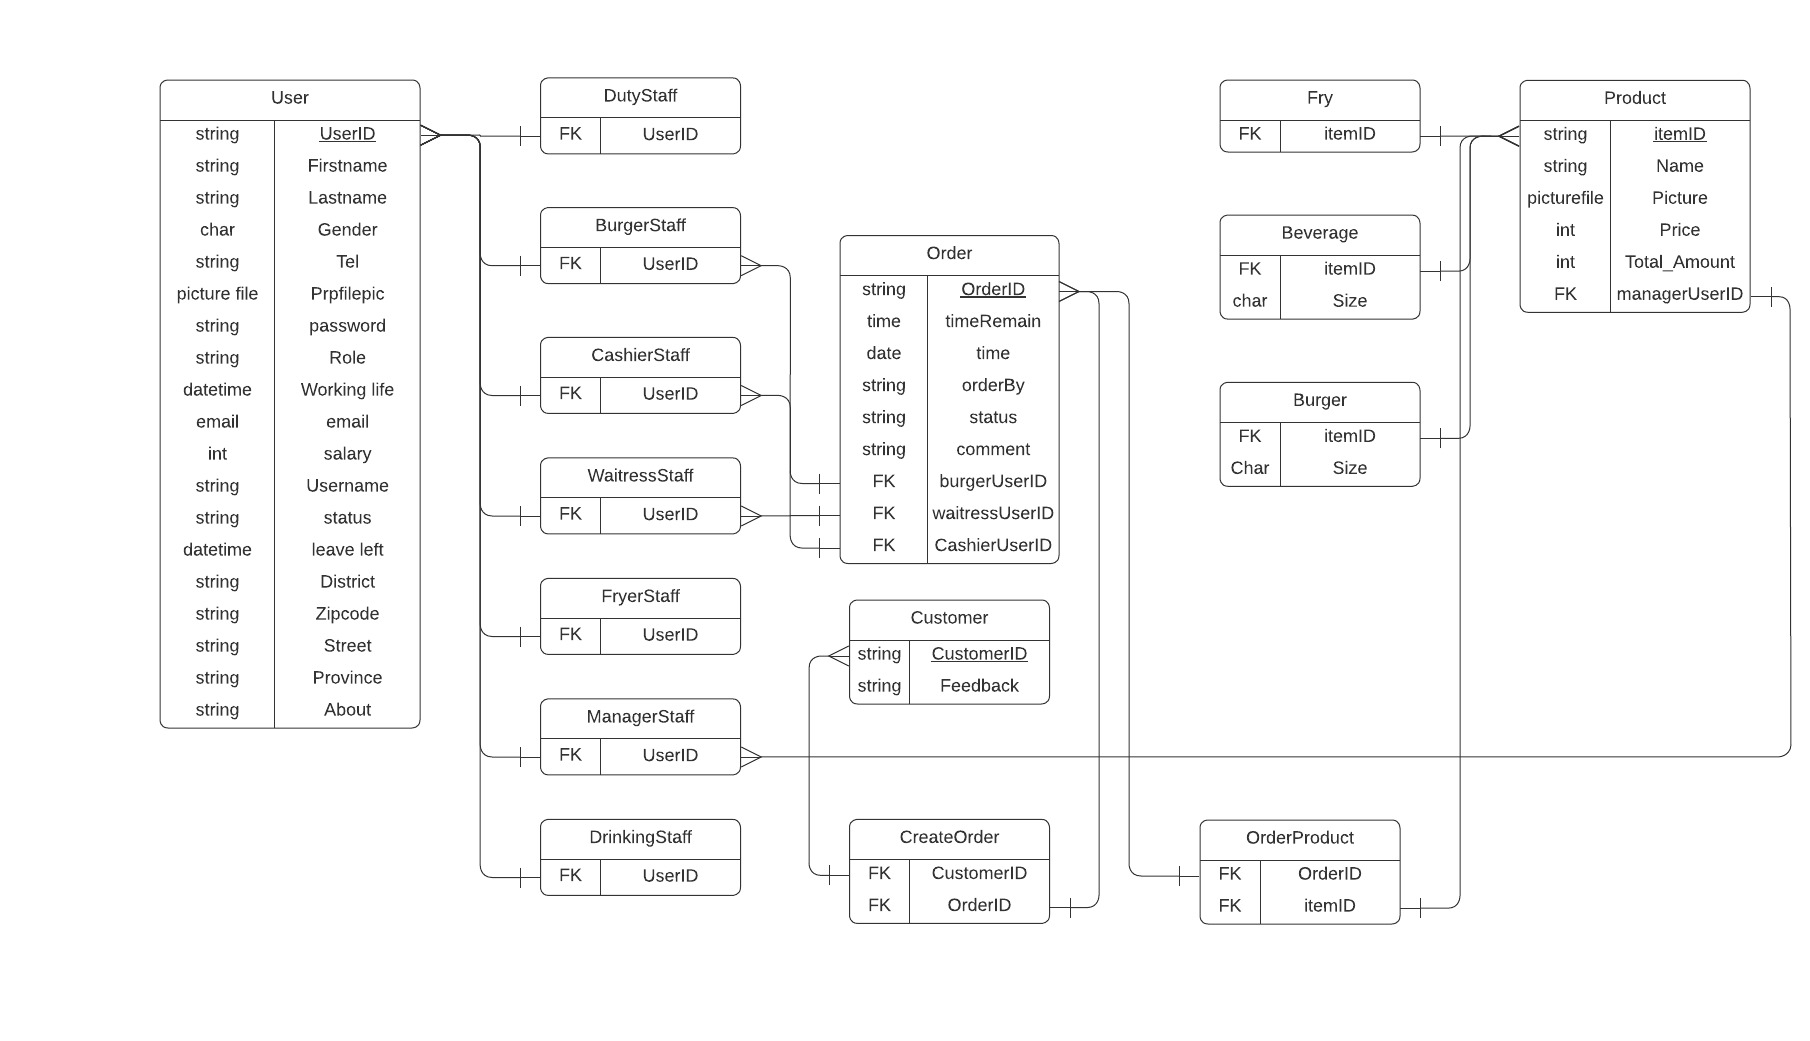 User
string UserID
string Firstname
string Lastname
char Gender
string Tel
picture file Prpfilepic
string password
string Role
datetime Working life
email email
int salary
string Username
string status
datetime leave left
string District
string Zipcode
string Street
string Province
string About
DutyStaff
FK UserID
BurgerStaff
FK UserID
CashierStaff
FK UserID
WaitressStaff
FK UserID
FryerStaff
FK UserID
ManagerStaff
FK UserID
DrinkingStaff
FK UserID
Order
string OrderID
time timeRemain
date time
string orderBy
string status
string comment
FK burgerUserID
FK waitressUserID
FK CashierUserID
Customer
string CustomerID
string Feedback
CreateOrder
FK CustomerID
FK OrderID
Fry
FK itemID
Beverage
FK itemID
char Size
Burger
FK itemID
Char Size
OrderProduct
FK OrderID
FK itemID
Product
string itemID
string Name
picturefile Picture
int Price
int Total_Amount
FK managerUserID